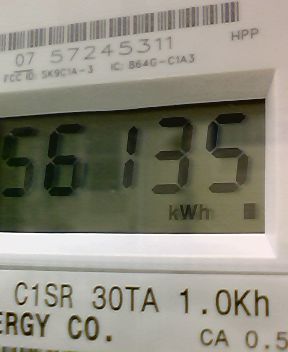 HPP
07 57245311
FCC ID: SK9C1A-3 IC: 864G-C1A3
56135
kWh
C1SR 30TA 1.0Kh
ERGY CO.
CA 0.5